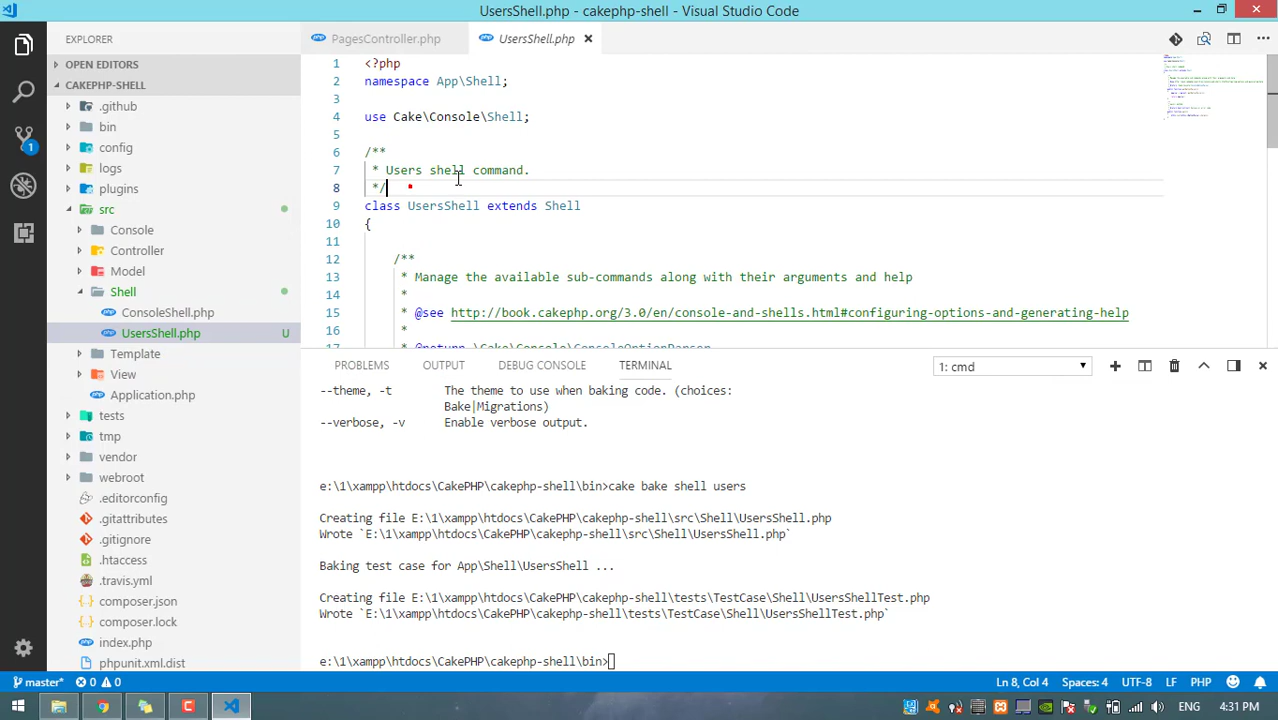 UsersShell.php - cakephp-shell - Visual Studio Code
EXPLORER
PagesController.php
UsersShell.php
OPEN EDITORS
CAKEPHP-SHELL
.github
bin
config
logs
plugins
src
Console
Controller
Model
Shell
ConsoleShell.php
UsersShell.php U
Template
View
Application.php
tests
tmp
vendor
webroot
.editorconfig
.gitattributes
.gitignore
.htaccess
.travis.yml
composer.json
composer.lock
index.php
phpunit.xml.dist
1
1 <?php
2 namespace App\Shell;
3
4 use Cake\Console\Shell;
5
6 /**
7 * Users shell command.
8 */
9 class UsersShell extends Shell
10 {
11
12 /**
13 * Manage the available sub-commands along with their arguments and help
14 *
15 * @see http://book.cakephp.org/3.0/en/console-and-shells.html#configuring-options-and-generating-help
16 *
17 * @return \Cake\Console\ConsoleOptionParser
PROBLEMS OUTPUT DEBUG CONSOLE TERMINAL 1: cmd
--theme, -t The theme to use when baking code. (choices:
Bake|Migrations)
--verbose, -v Enable verbose output.
e:\1\xampp\htdocs\CakePHP\cakephp-shell\bin>cake bake shell users
Creating file E:\1\xampp\htdocs\CakePHP\cakephp-shell\src\Shell\UsersShell.php
Wrote `E:\1\xampp\htdocs\CakePHP\cakephp-shell\src\Shell\UsersShell.php`
Baking test case for App\Shell\UsersShell ...
Creating file E:\1\xampp\htdocs\CakePHP\cakephp-shell\tests\TestCase\Shell\UsersShellTest.php
Wrote `E:\1\xampp\htdocs\CakePHP\cakephp-shell\tests\TestCase\Shell\UsersShellTest.php`
e:\1\xampp\htdocs\CakePHP\cakephp-shell\bin>
master* 0 0 Ln 8, Col 4 Spaces: 4 UTF-8 LF PHP
ENG 4:31 PM